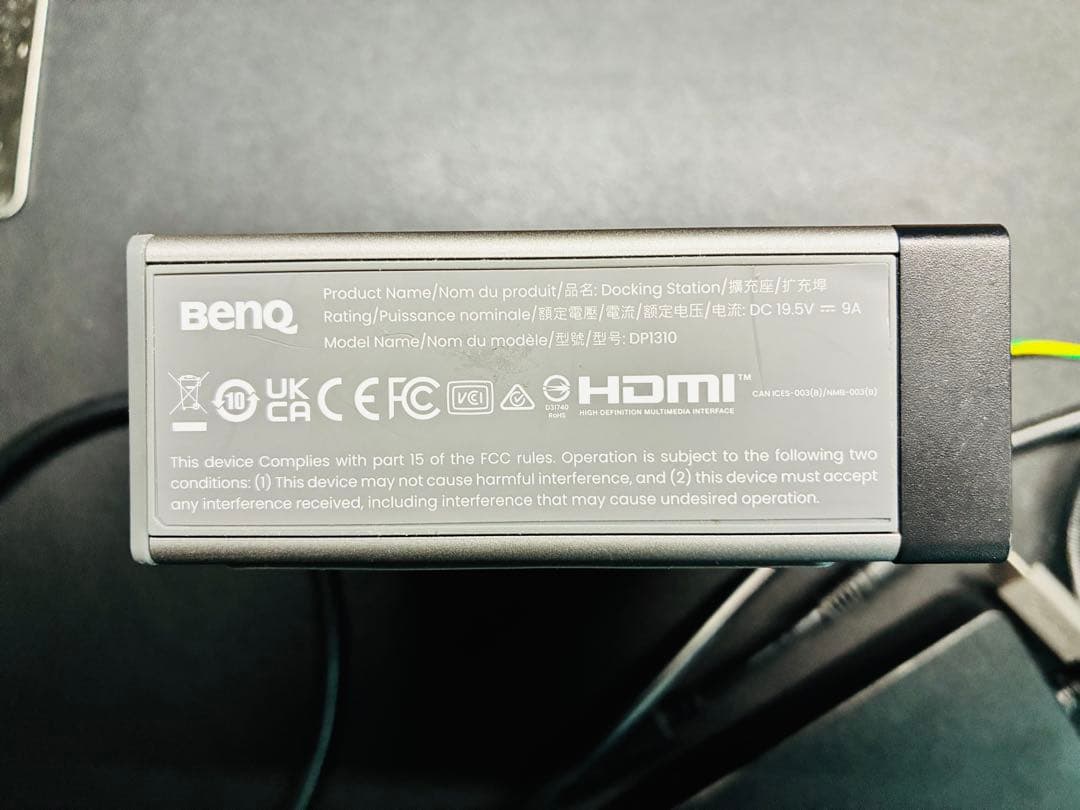 BenQ
Product Name/Nom du produit/品名: Docking Station/擴充座/扩充埠
Rating/Puissance nominale/額定電壓/電流/额定电压/电流: DC 19.5V ⎓ 9A
Model Name/Nom du modèle/型號/型号: DP1310
10
UK
CA
CE
FC
VCI
D31740
RoHS
HDMI™
HIGH DEFINITION MULTIMEDIA INTERFACE
CAN ICES-003(B)/NMB-003(B)
This device Complies with part 15 of the FCC rules. Operation is subject to the following two
conditions: (1) This device may not cause harmful interference, and (2) this device must accept
any interference received, including interference that may cause undesired operation.